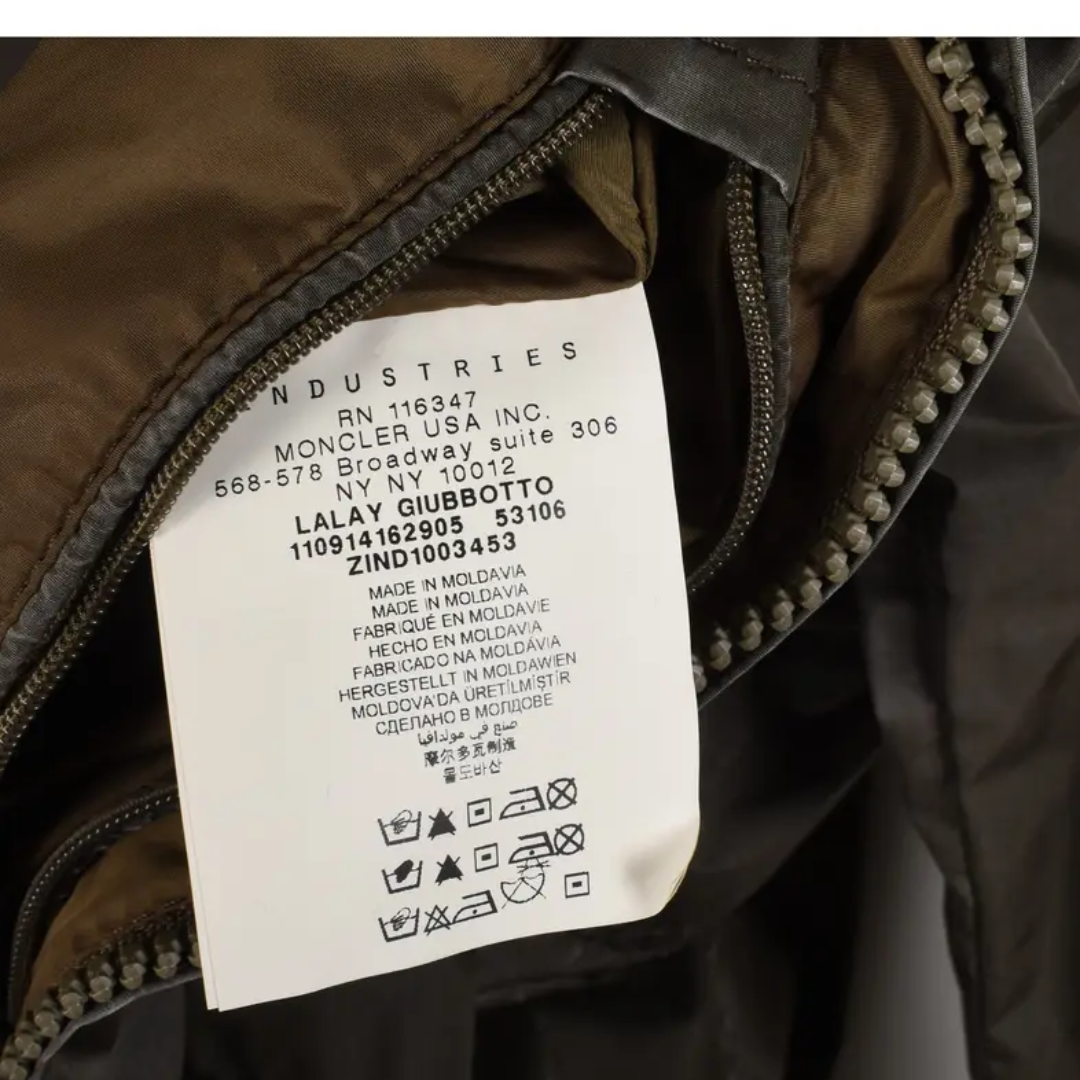 NDUSTRIES
RN 116347
MONCLER USA INC.
568-578 Broadway suite 306
NY NY 10012
LALAY GIUBBOTTO
110914162905 53106
ZIND1003453
MADE IN MOLDAVIA
MADE IN MOLDAVIA
FABRIQUÉ EN MOLDAVIE
HECHO EN MOLDAVIA
FABRICADO NA MOLDÁVIA
HERGESTELLT IN MOLDAWIEN
MOLDOVA'DA ÜRETİLMİŞTİR
СДЕЛАНО В МОЛДОВЕ
صنع في مولدافيا
摩尔多瓦制造
몰도바산